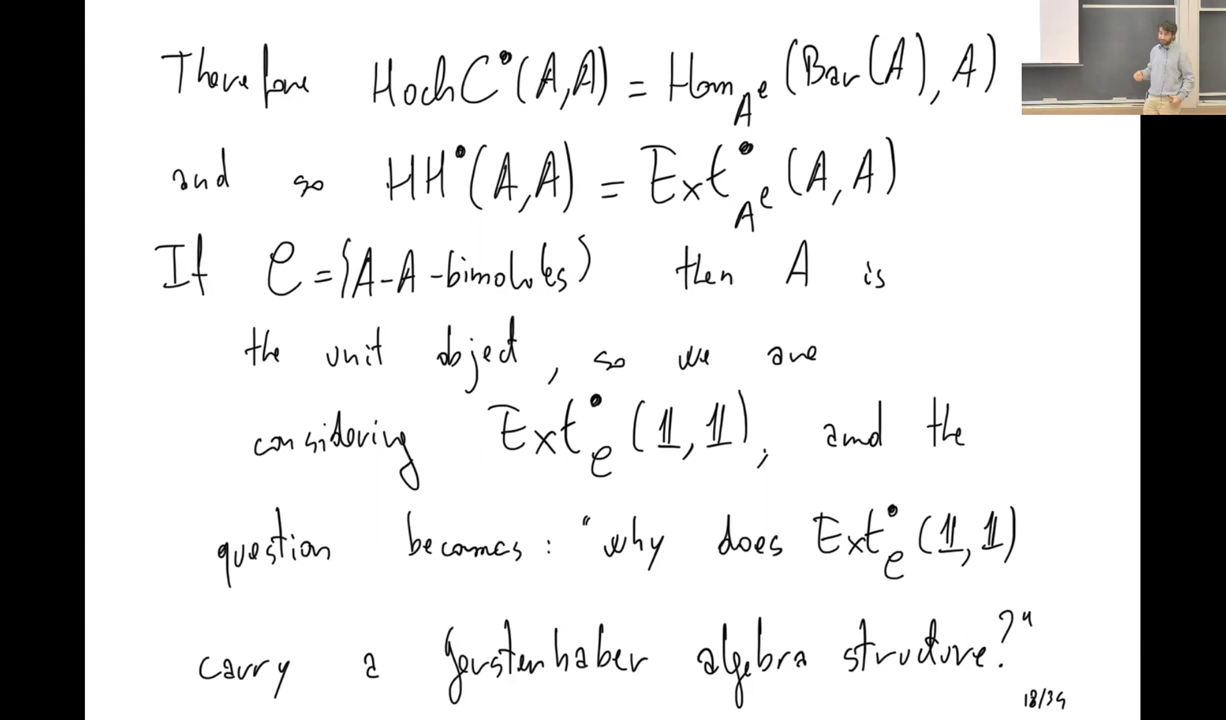 Therefore HochC•(A,A) = Hom_{A^e}(Bar(A), A)
and so HH•(A,A) = Ext•_{A^e}(A,A)
If C = {A-A-bimodules} then A is
the unit object, so we are
considering Ext•_C(𝟙,𝟙), and the
question becomes: "why does Ext•_C(𝟙,𝟙)
carry a Gerstenhaber algebra structure?"
18/34